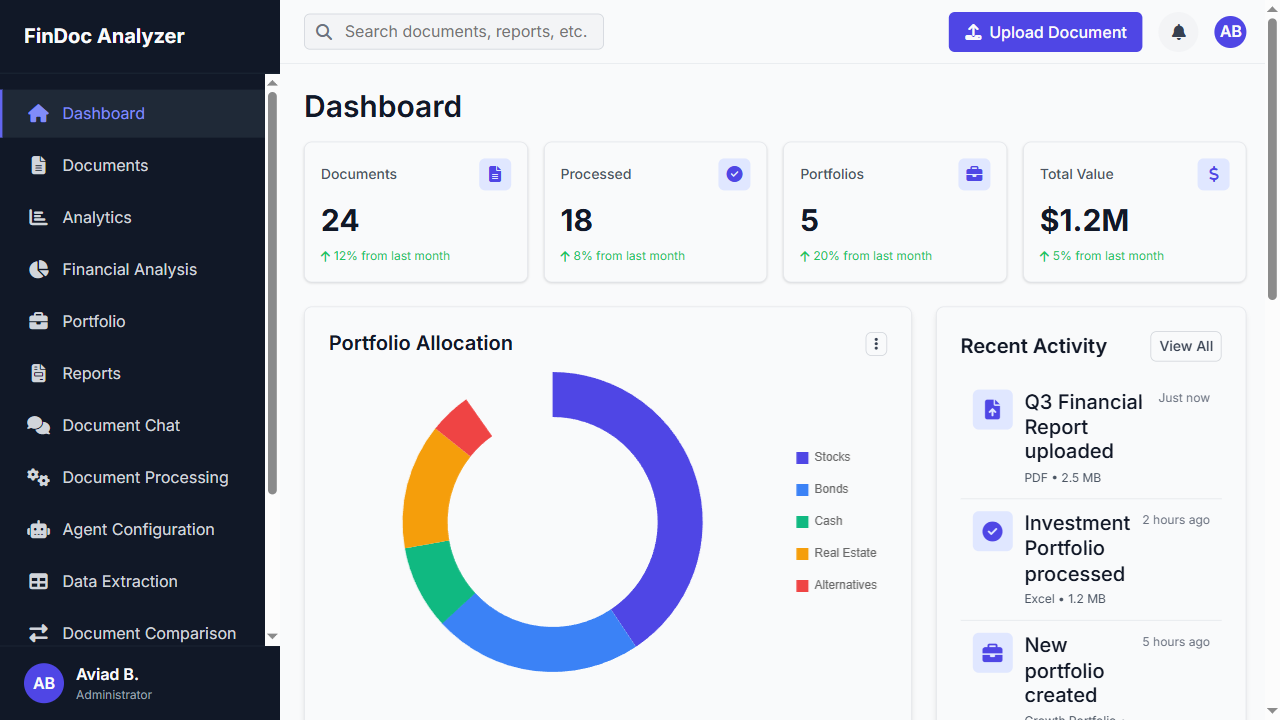 FinDoc Analyzer
Dashboard
Documents
Analytics
Financial Analysis
Portfolio
Reports
Document Chat
Document Processing
Agent Configuration
Data Extraction
Document Comparison
AB
Aviad B.
Administrator
Search documents, reports, etc.
Upload Document
AB
Dashboard
Documents
24
12% from last month
Processed
18
8% from last month
Portfolios
5
20% from last month
Total Value
$
$1.2M
5% from last month
Portfolio Allocation
Stocks
Bonds
Cash
Real Estate
Alternatives
Recent Activity
View All
Q3 Financial
Report
uploaded
Just now
PDF • 2.5 MB
Investment
Portfolio
processed
2 hours ago
Excel • 1.2 MB
New
portfolio
created
5 hours ago
Growth Portfolio •